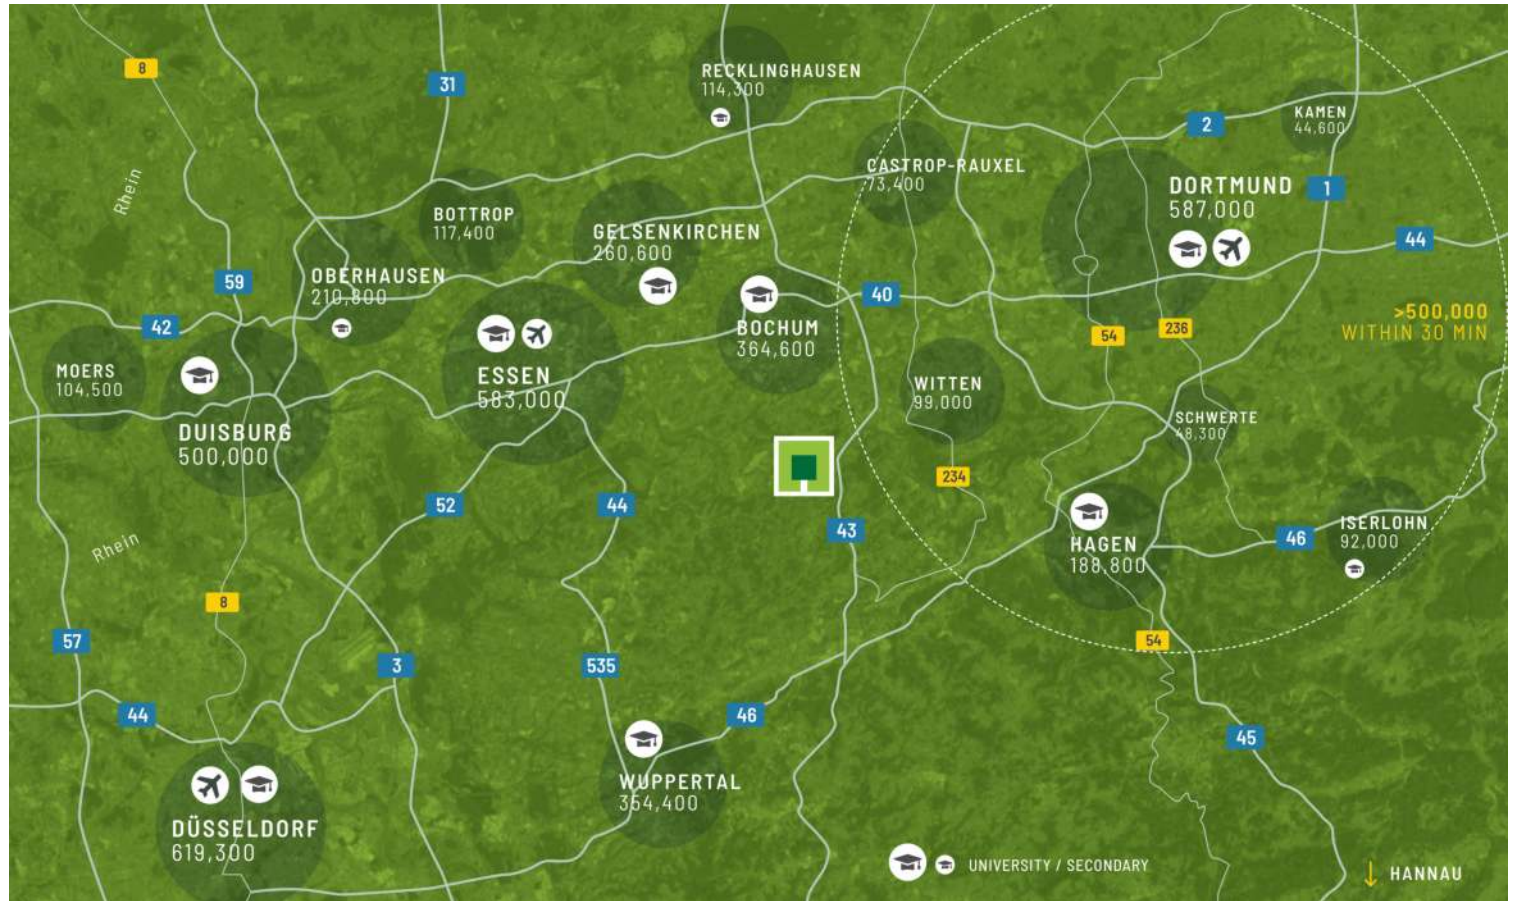 8
31
RECKLINGHAUSEN
114,300
2
KAMEN
44,600
Rhein
CASTROP-RAUXEL
73,400
DORTMUND
587,000
1
BOTTROP
117,400
GELSENKIRCHEN
260,600
44
OBERHAUSEN
210,800
59
40
42
BOCHUM
364,600
54
236
>500,000
WITHIN 30 MIN
MOERS
104,500
ESSEN
583,000
WITTEN
99,000
SCHWERTE
48,300
DUISBURG
500,000
234
52
44
43
HAGEN
188,800
46
ISERLOHN
92,000
Rhein
8
57
3
535
54
44
46
45
WUPPERTAL
354,400
DÜSSELDORF
619,300
UNIVERSITY / SECONDARY
HANNAU